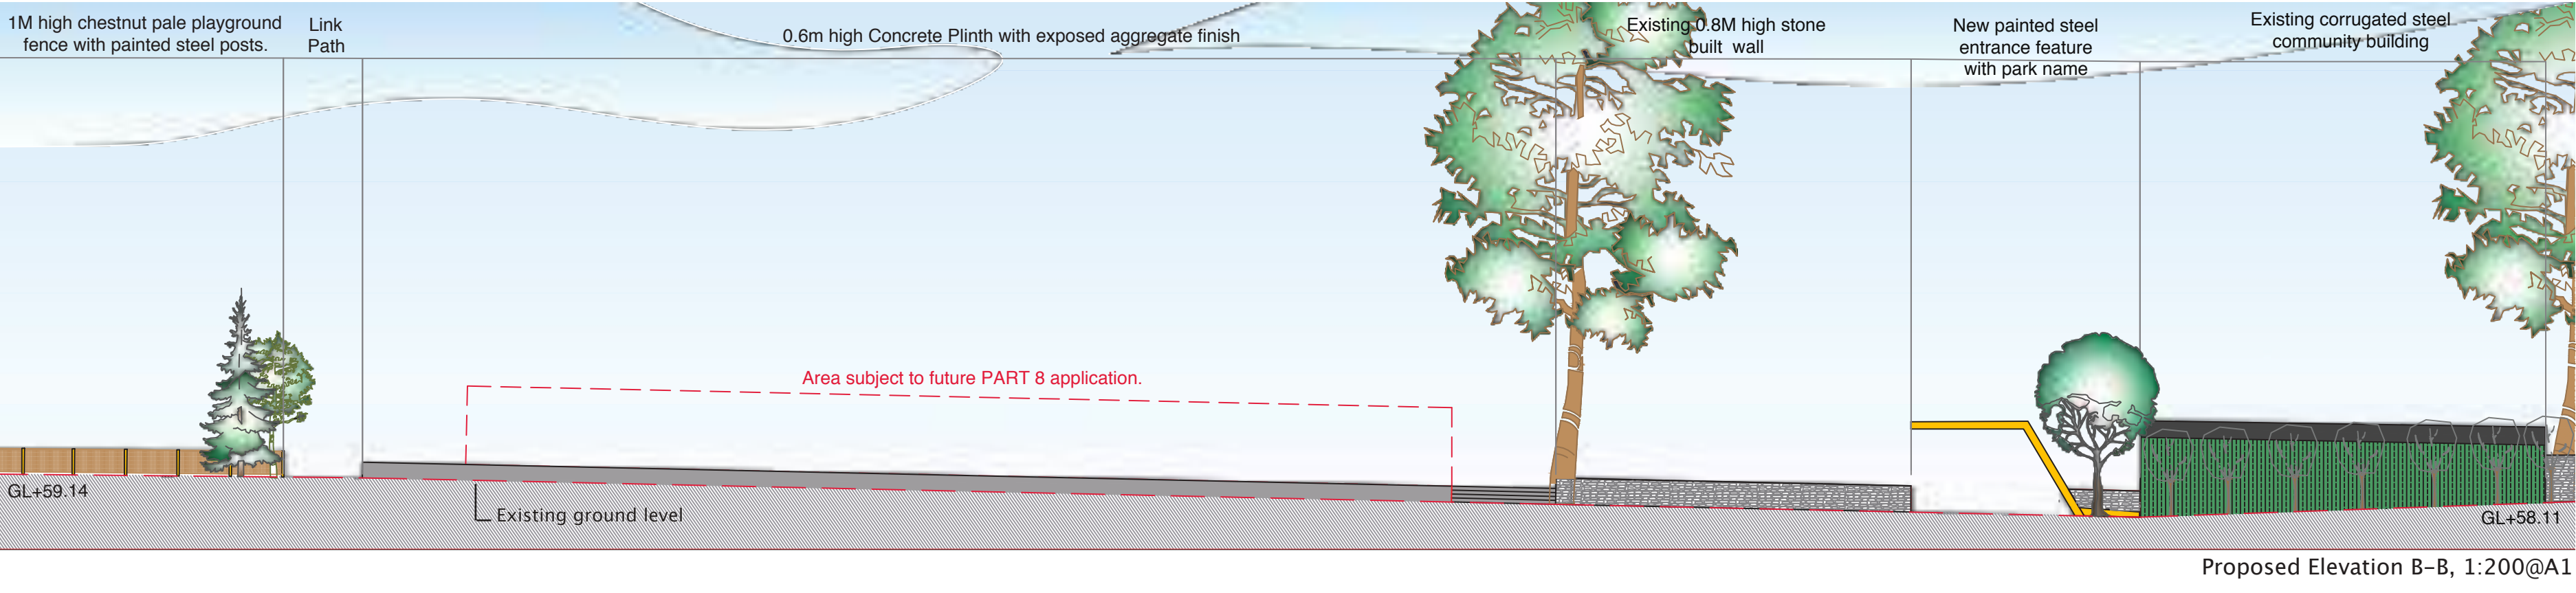 1M high chestnut pale playground
fence with painted steel posts.
Link
Path
0.6m high Concrete Plinth with exposed aggregate finish
Existing 0.8M high stone
built wall
New painted steel
entrance feature
with park name
Existing corrugated steel
community building
Area subject to future PART 8 application.
GL+59.14
Existing ground level
GL+58.11
Proposed Elevation B–B, 1:200@A1